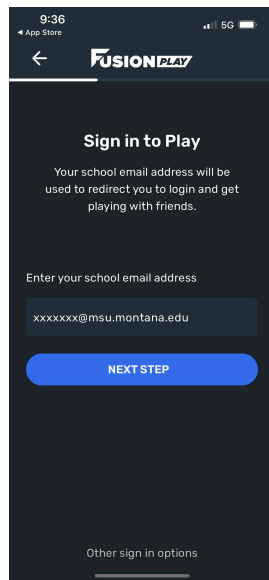 9:36
5G
◀ App Store
← FUSION PLAY
Sign in to Play
Your school email address will be
used to redirect you to login and get
playing with friends.
Enter your school email address
xxxxxxx@msu.montana.edu
NEXT STEP
Other sign in options